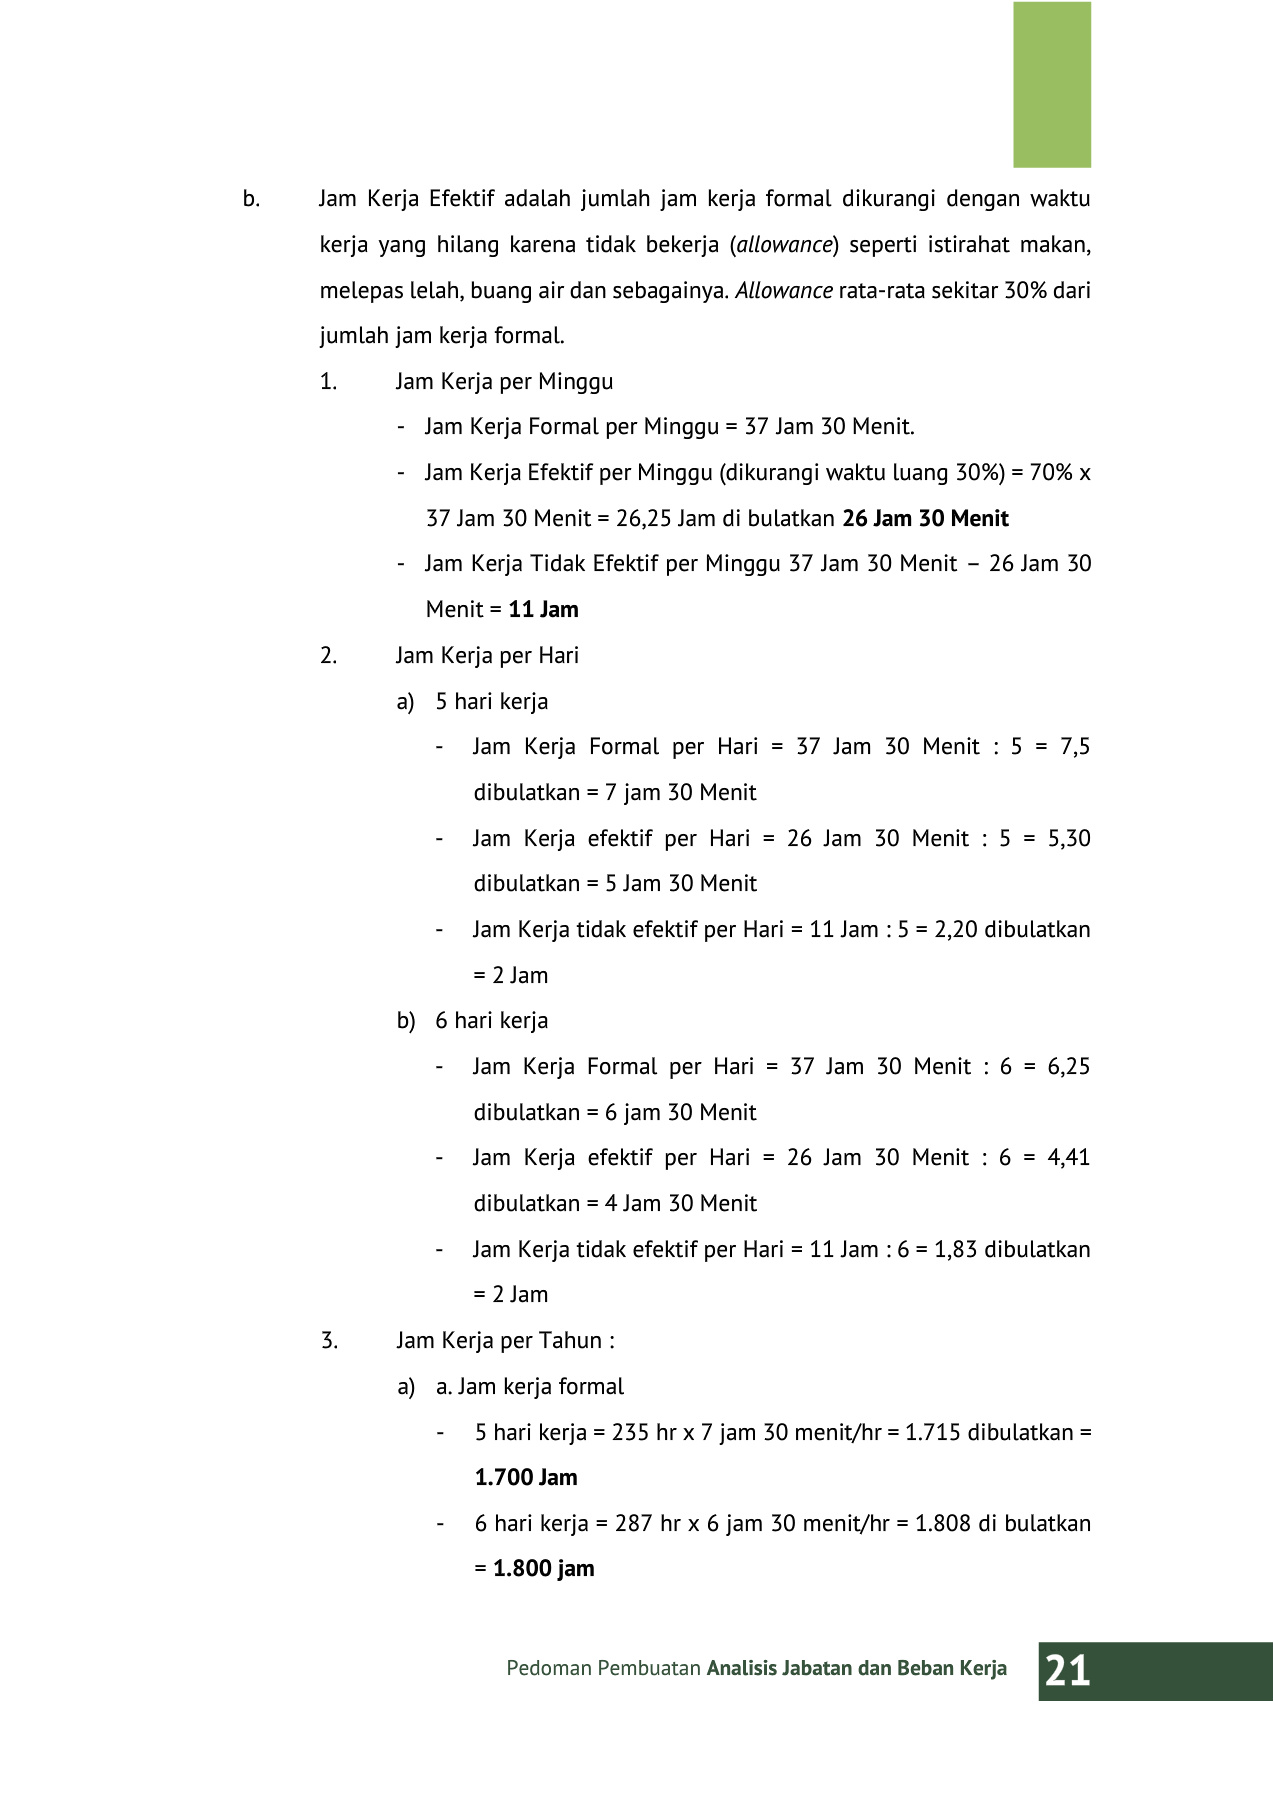 b. Jam Kerja Efektif adalah jumlah jam kerja formal dikurangi dengan waktu
kerja yang hilang karena tidak bekerja (allowance) seperti istirahat makan,
melepas lelah, buang air dan sebagainya. Allowance rata-rata sekitar 30% dari
jumlah jam kerja formal.
1. Jam Kerja per Minggu
- Jam Kerja Formal per Minggu = 37 Jam 30 Menit.
- Jam Kerja Efektif per Minggu (dikurangi waktu luang 30%) = 70% x
37 Jam 30 Menit = 26,25 Jam di bulatkan 26 Jam 30 Menit
- Jam Kerja Tidak Efektif per Minggu 37 Jam 30 Menit – 26 Jam 30
Menit = 11 Jam
2. Jam Kerja per Hari
a) 5 hari kerja
- Jam Kerja Formal per Hari = 37 Jam 30 Menit : 5 = 7,5
dibulatkan = 7 jam 30 Menit
- Jam Kerja efektif per Hari = 26 Jam 30 Menit : 5 = 5,30
dibulatkan = 5 Jam 30 Menit
- Jam Kerja tidak efektif per Hari = 11 Jam : 5 = 2,20 dibulatkan
= 2 Jam
b) 6 hari kerja
- Jam Kerja Formal per Hari = 37 Jam 30 Menit : 6 = 6,25
dibulatkan = 6 jam 30 Menit
- Jam Kerja efektif per Hari = 26 Jam 30 Menit : 6 = 4,41
dibulatkan = 4 Jam 30 Menit
- Jam Kerja tidak efektif per Hari = 11 Jam : 6 = 1,83 dibulatkan
= 2 Jam
3. Jam Kerja per Tahun :
a) a. Jam kerja formal
- 5 hari kerja = 235 hr x 7 jam 30 menit/hr = 1.715 dibulatkan =
1.700 Jam
- 6 hari kerja = 287 hr x 6 jam 30 menit/hr = 1.808 di bulatkan
= 1.800 jam
Pedoman Pembuatan Analisis Jabatan dan Beban Kerja 21